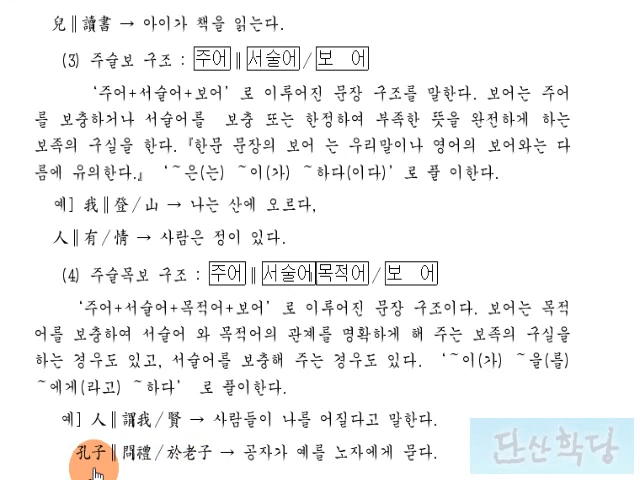 兒∥讀書 → 아이가 책을 읽는다.
(3) 주술보 구조 : 주어 ∥ 서술어 / 보 어
‘주어+서술어+보어’ 로 이루어진 문장 구조를 말한다. 보어는 주어
를 보충하거나 서술어를 보충 또는 한정하여 부족한 뜻을 완전하게 하는
보족의 구실을 한다.『한문 문장의 보어 는 우리말이나 영어의 보어와는 다
름에 유의한다.』 ‘~은(는) ~이(가) ~하다(이다)’로 풀 이한다.
예] 我∥登/山 → 나는 산에 오르다,
人∥有/情 → 사람은 정이 있다.
(4) 주술목보 구조 : 주어 ∥ 서술어 목적어 / 보 어
‘주어+서술어+목적어+보어’ 로 이루어진 문장 구조이다. 보어는 목적
어를 보충하여 서술어 와 목적어의 관계를 명확하게 해 주는 보족의 구실을
하는 경우도 있고, 서술어를 보충해 주는 경우도 있다. ‘~이(가) ~을(를)
~에게(라고) ~하다’ 로 풀이한다.
예] 人∥謂我/賢 → 사람들이 나를 어질다고 말한다.
孔子∥問禮/於老子 → 공자가 예를 노자에게 묻다.
단산학당